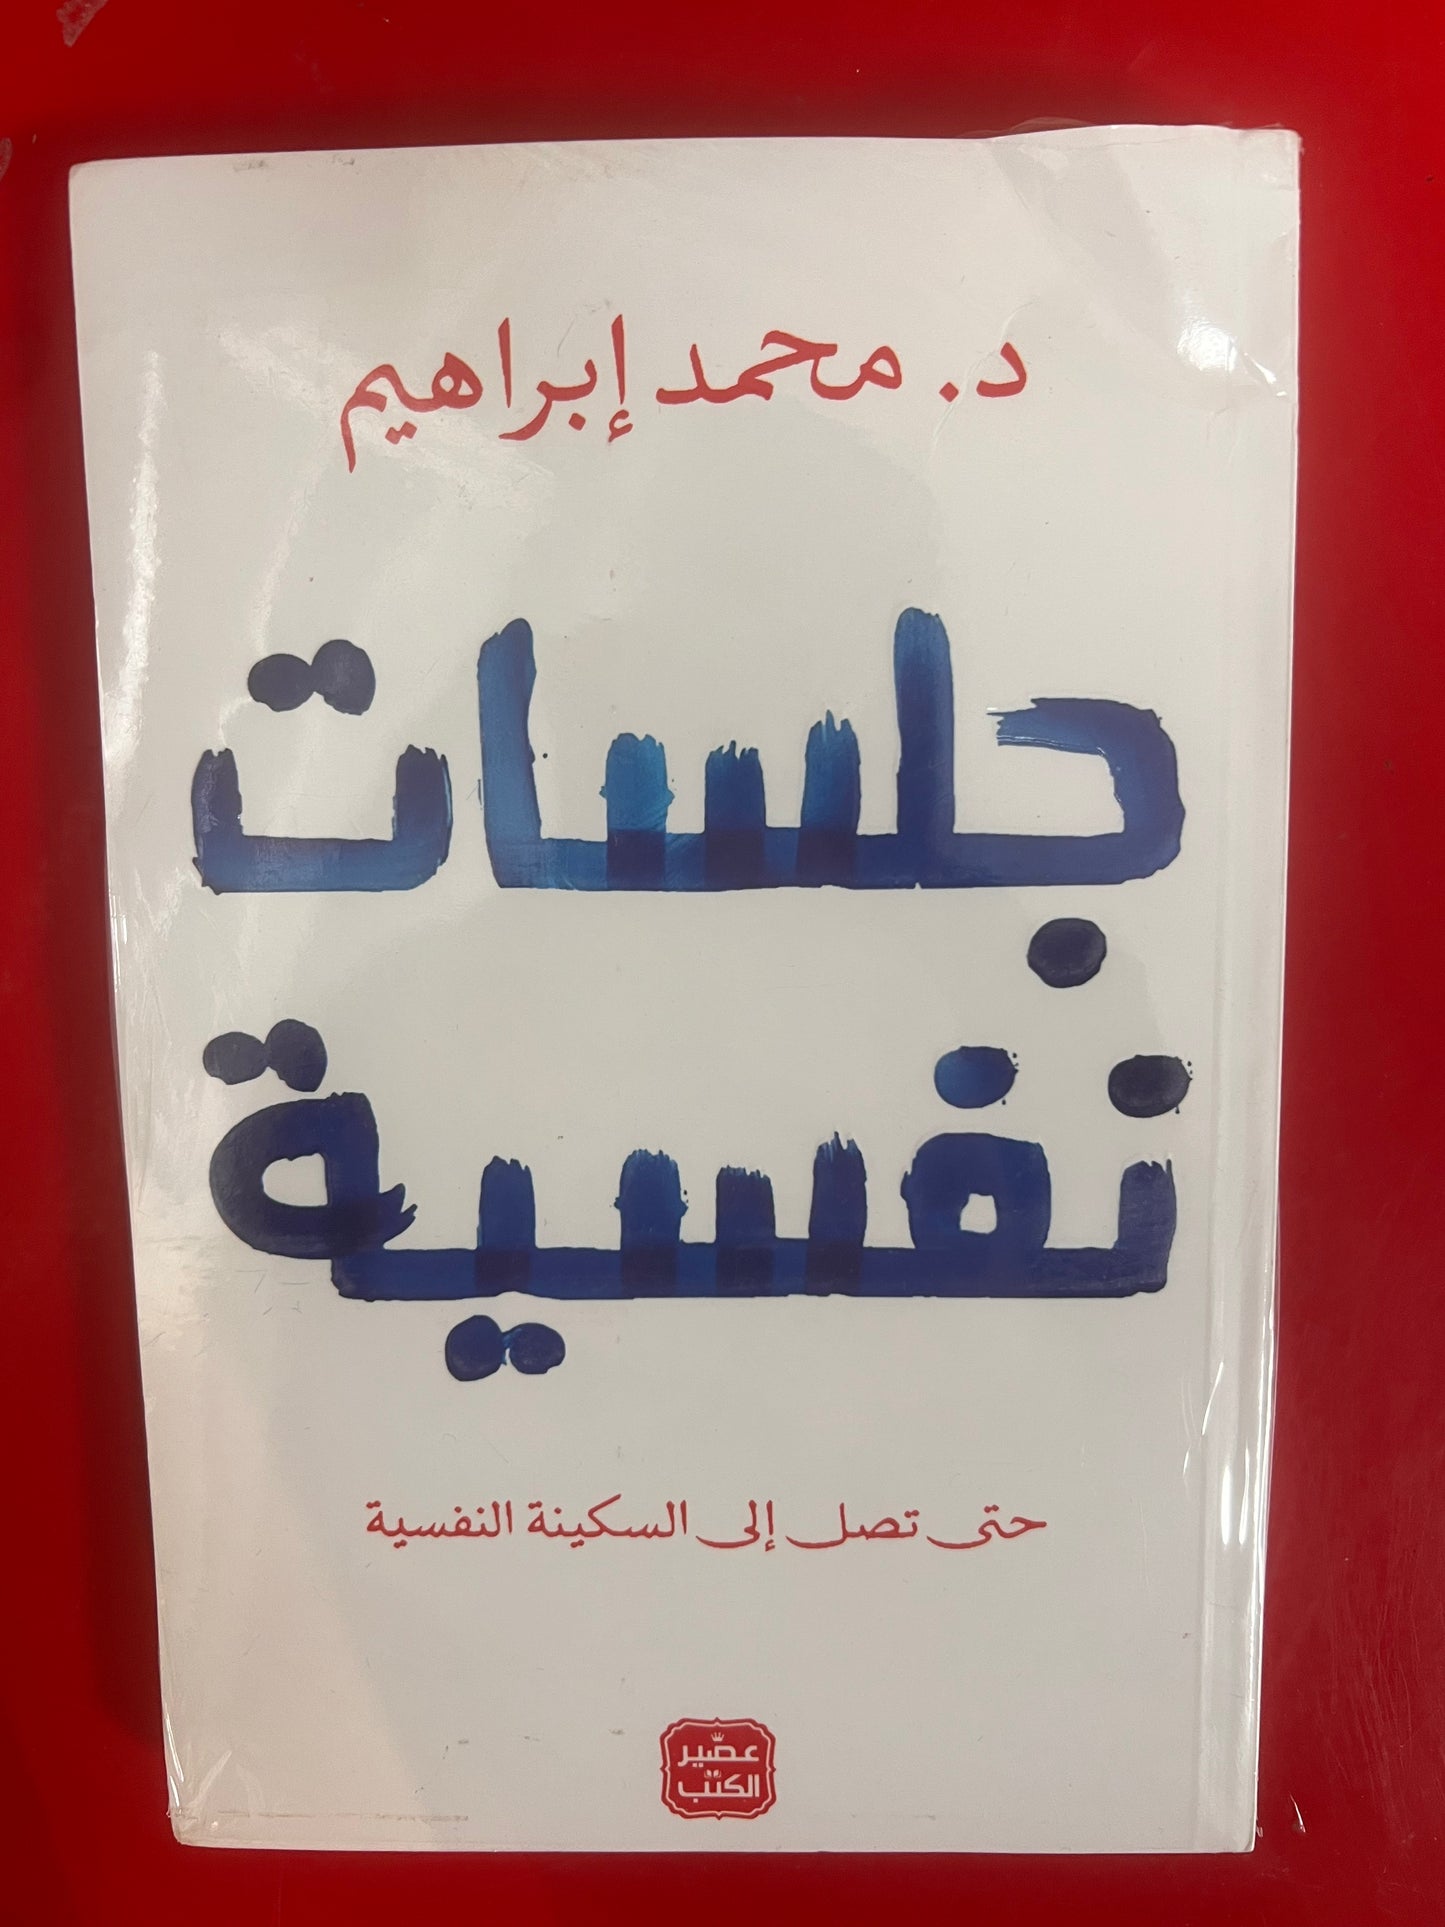 د. محمد إبراهيم
جلسات
نفسية
حتى تصل إلى السكينة النفسية
عصير
الكتب